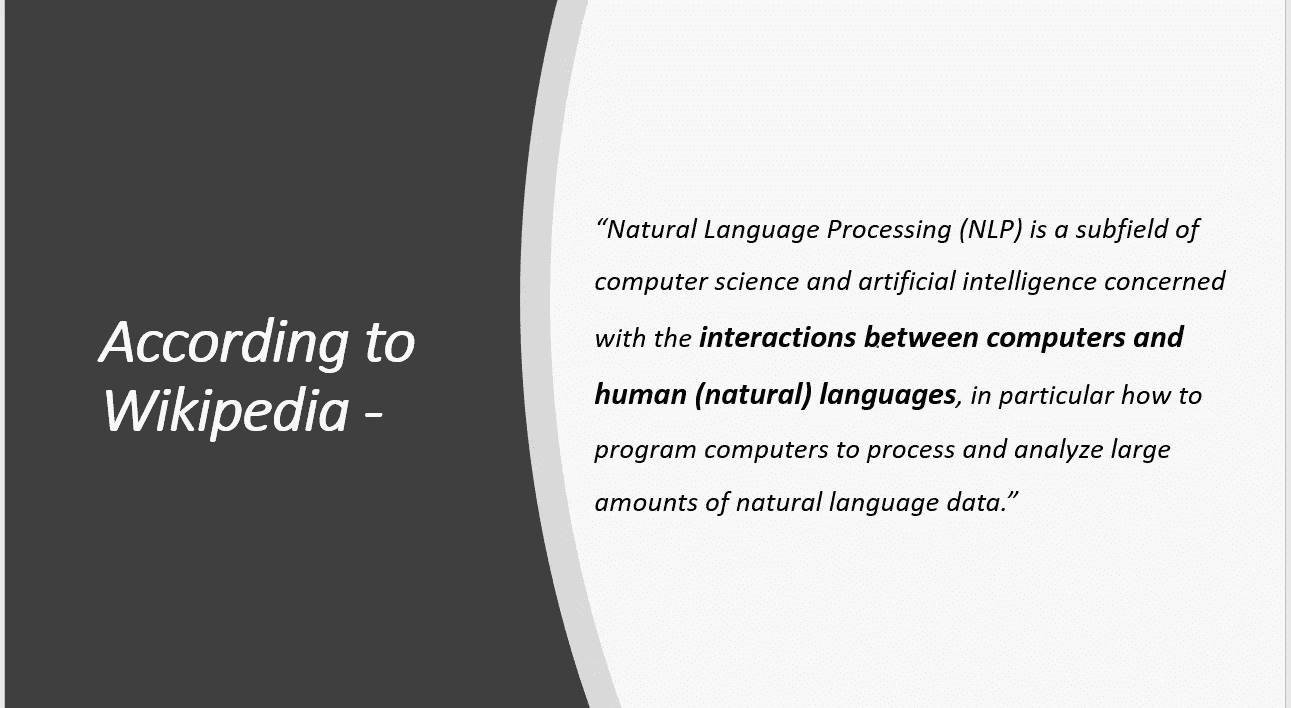 According to
Wikipedia -
“Natural Language Processing (NLP) is a subfield of
computer science and artificial intelligence concerned
with the interactions between computers and
human (natural) languages, in particular how to
program computers to process and analyze large
amounts of natural language data.”